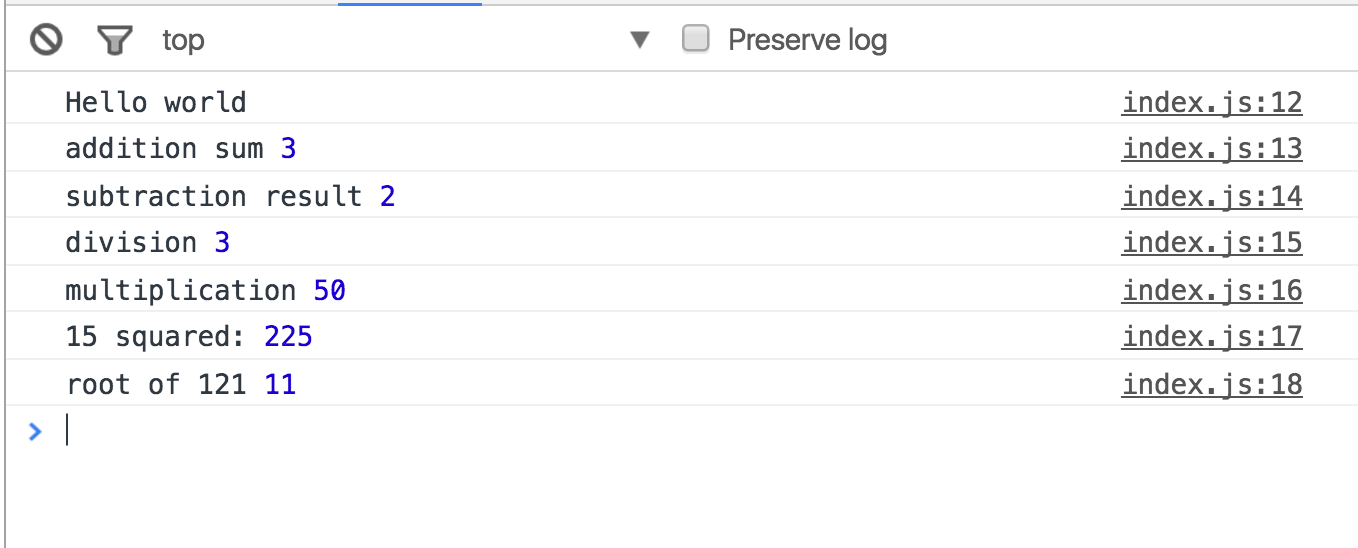 top Preserve log
Hello world index.js:12
addition sum 3 index.js:13
subtraction result 2 index.js:14
division 3 index.js:15
multiplication 50 index.js:16
15 squared: 225 index.js:17
root of 121 11 index.js:18